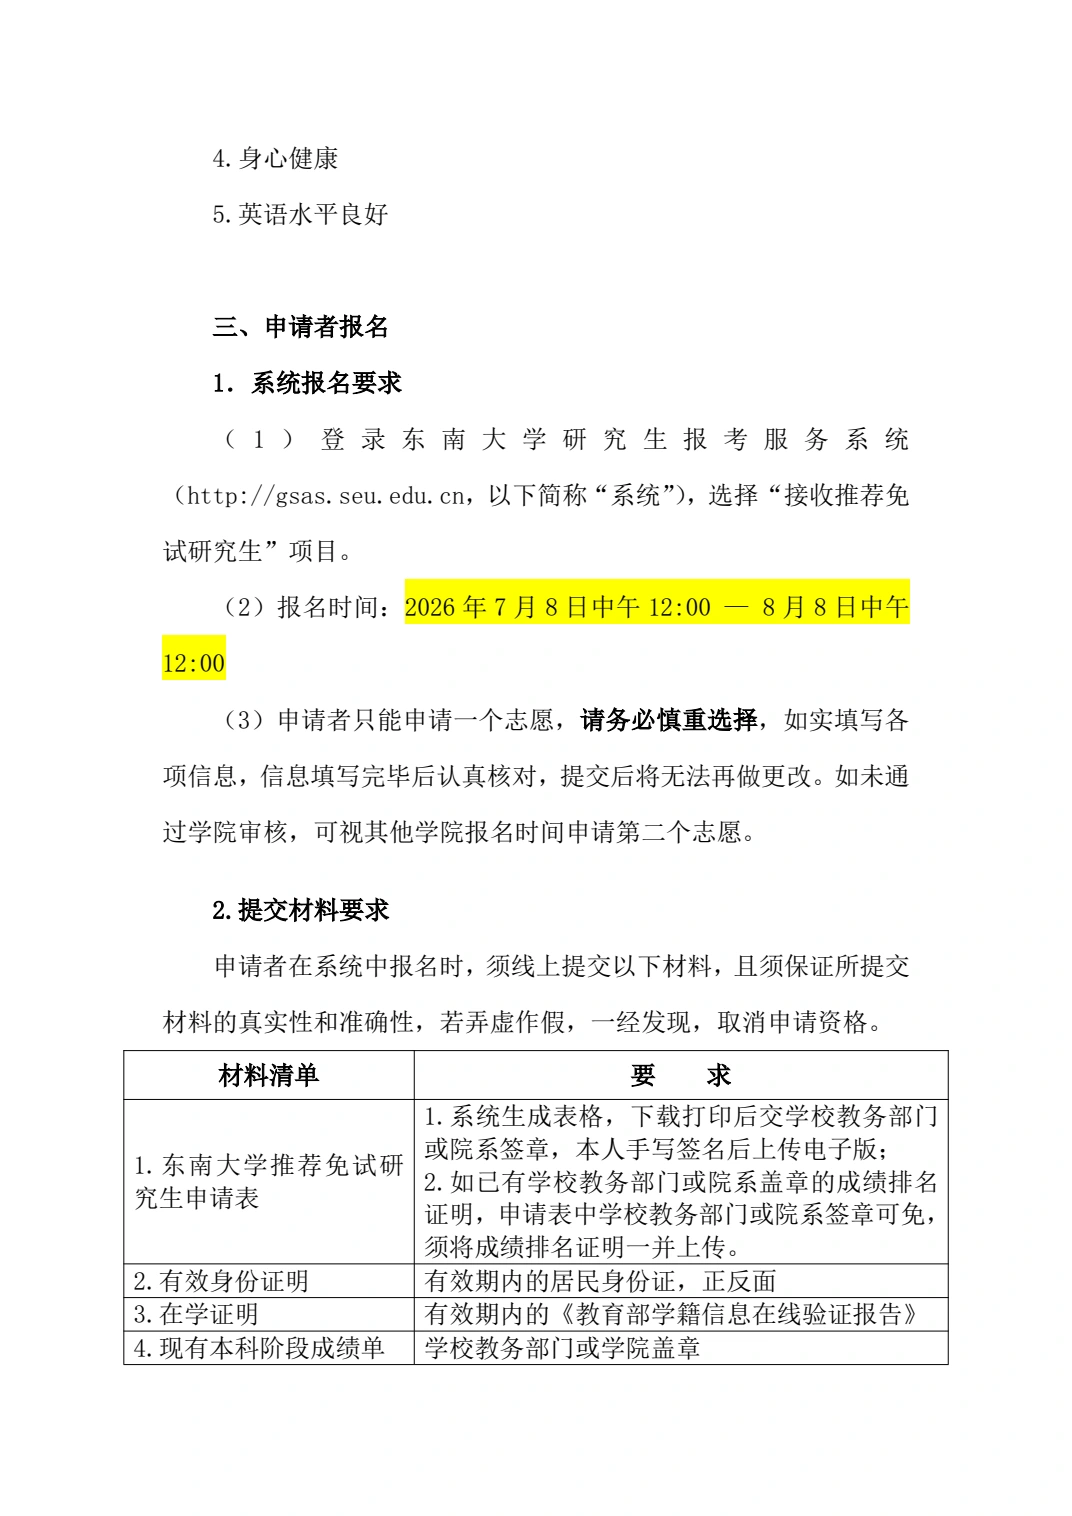 4.身心健康
5.英语水平良好
三、申请者报名
1. 系统报名要求
（1）登录东南大学研究生报考服务系统
（http://gsas.seu.edu.cn，以下简称“系统”），选择“接收推荐免
试研究生”项目。
（2）报名时间：2026年7月8日中午12:00 — 8月8日中午
12:00
（3）申请者只能申请一个志愿，请务必慎重选择，如实填写各
项信息，信息填写完毕后认真核对，提交后将无法再做更改。如未通
过学院审核，可视其他学院报名时间申请第二个志愿。
2.提交材料要求
申请者在系统中报名时，须线上提交以下材料，且须保证所提交
材料的真实性和准确性，若弄虚作假，一经发现，取消申请资格。
材料清单
要 求
1.东南大学推荐免试研
究生申请表
1.系统生成表格，下载打印后交学校教务部门
或院系签章，本人手写签名后上传电子版；
2.如已有学校教务部门或院系盖章的成绩排名
证明，申请表中学校教务部门或院系签章可免，
须将成绩排名证明一并上传。
2.有效身份证明
有效期内的居民身份证，正反面
3.在学证明
有效期内的《教育部学籍信息在线验证报告》
4.现有本科阶段成绩单
学校教务部门或学院盖章